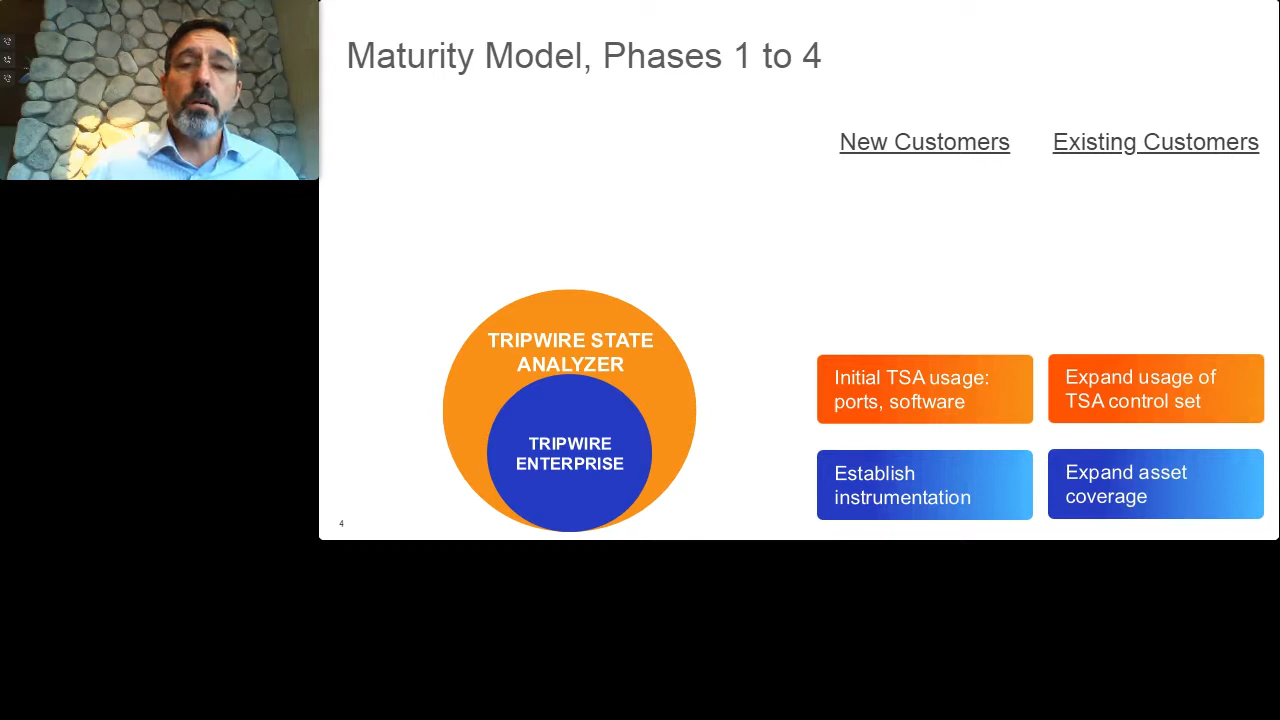 Maturity Model, Phases 1 to 4
New Customers
Existing Customers
TRIPWIRE STATE
ANALYZER
TRIPWIRE
ENTERPRISE
Initial TSA usage:
ports, software
Expand usage of
TSA control set
Establish
instrumentation
Expand asset
coverage
4